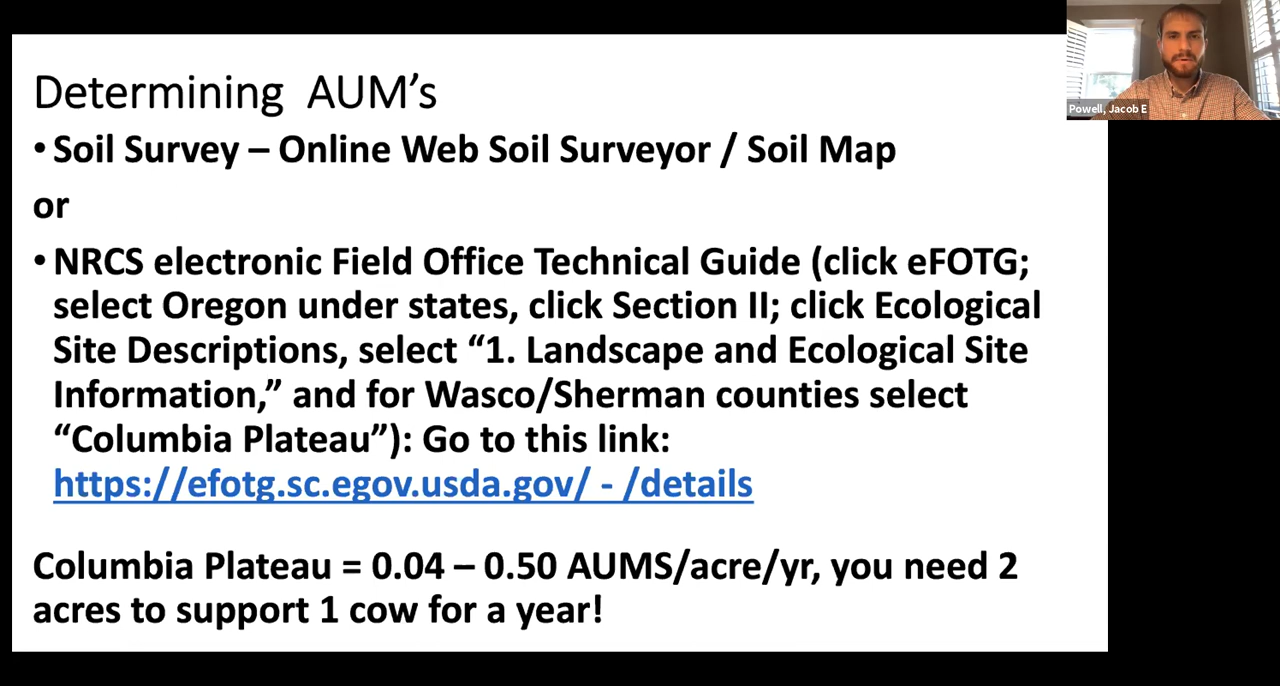 Determining AUM's
• Soil Survey – Online Web Soil Surveyor / Soil Map
or
• NRCS electronic Field Office Technical Guide (click eFOTG;
select Oregon under states, click Section II; click Ecological
Site Descriptions, select “1. Landscape and Ecological Site
Information,” and for Wasco/Sherman counties select
“Columbia Plateau”): Go to this link:
https://efotg.sc.egov.usda.gov/ - /details
Columbia Plateau = 0.04 – 0.50 AUMS/acre/yr, you need 2
acres to support 1 cow for a year!
Powell, Jacob E